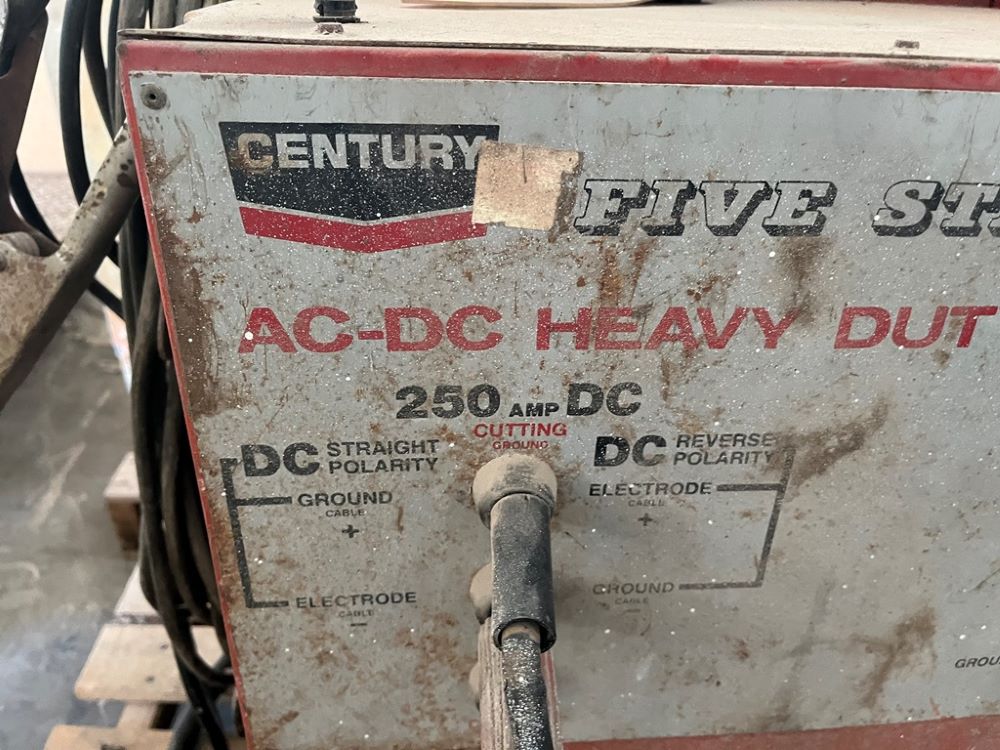 CENTURY
FIVE ST
AC-DC HEAVY DUT
250 AMP DC
CUTTING
GROUND
DC STRAIGHT POLARITY
GROUND
CABLE
+
ELECTRODE
CABLE
-
DC REVERSE POLARITY
ELECTRODE
CABLE
+
GROUND
CABLE
-
GROU